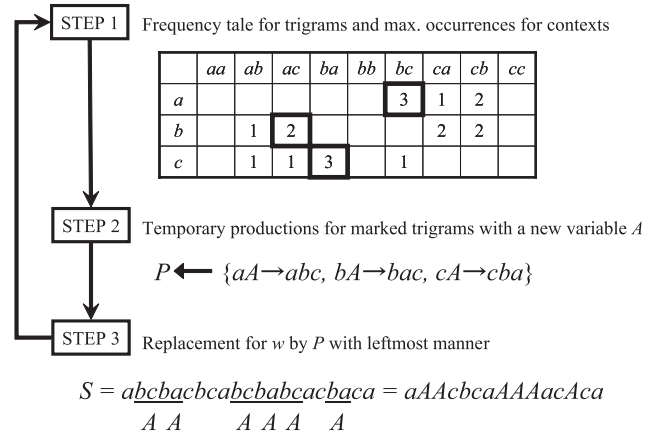 STEP 1 Frequency tale for trigrams and max. occurrences for contexts
aa ab ac ba bb bc ca cb cc
a 3 1 2
b 1 2 2 2
c 1 1 3 1
STEP 2 Temporary productions for marked trigrams with a new variable A
P ← {aA→abc, bA→bac, cA→cba}
STEP 3 Replacement for w by P with leftmost manner
S = abcbacbcabcbabcacbaca = aAAcbcaAAAacAca
A A A A A A